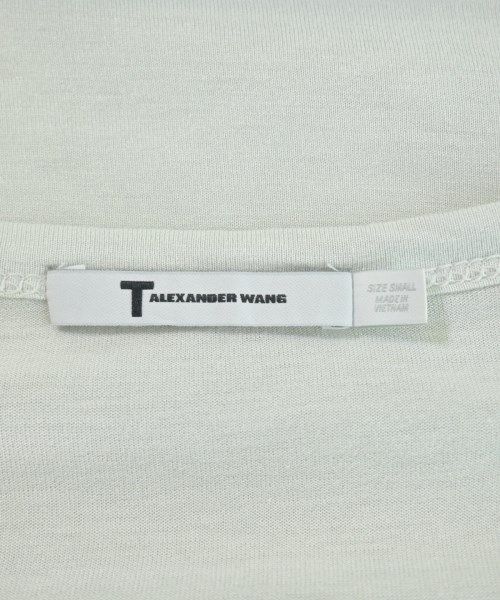 T ALEXANDER WANG
SIZE SMALL
MADE IN
VIETNAM